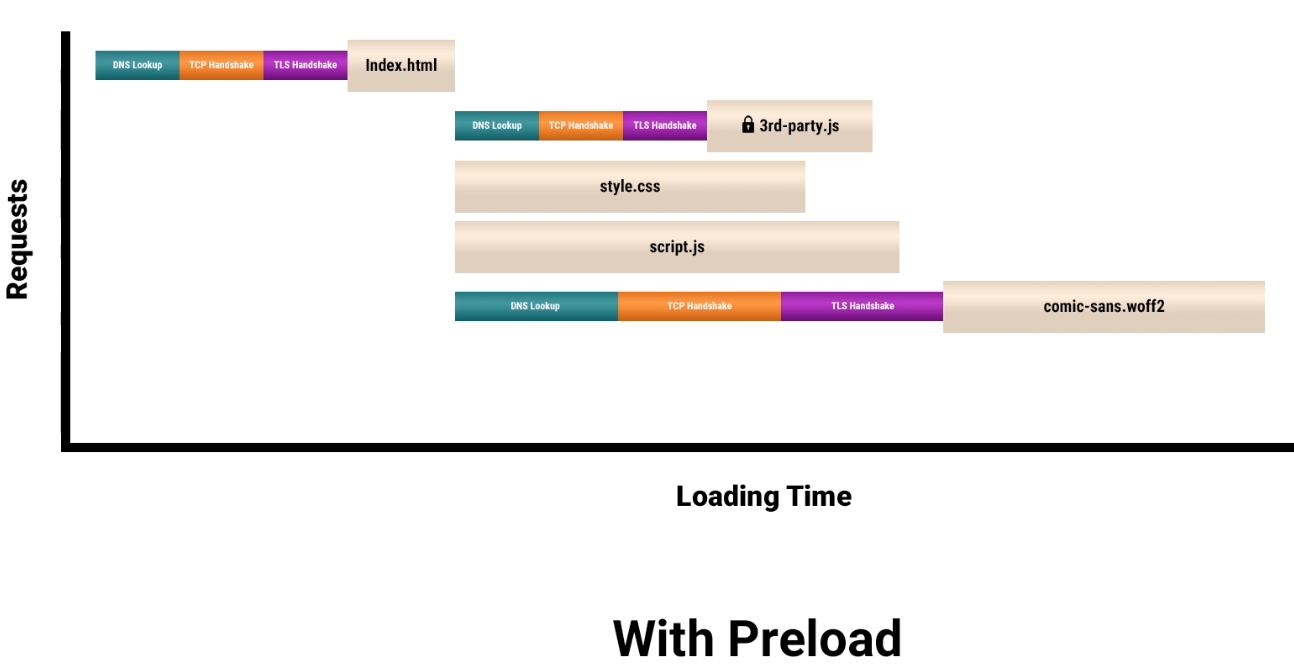 DNS Lookup TCP Handshake TLS Handshake Index.html
DNS Lookup TCP Handshake TLS Handshake 3rd-party.js
style.css
script.js
DNS Lookup TCP Handshake TLS Handshake comic-sans.woff2
Requests
Loading Time
With Preload